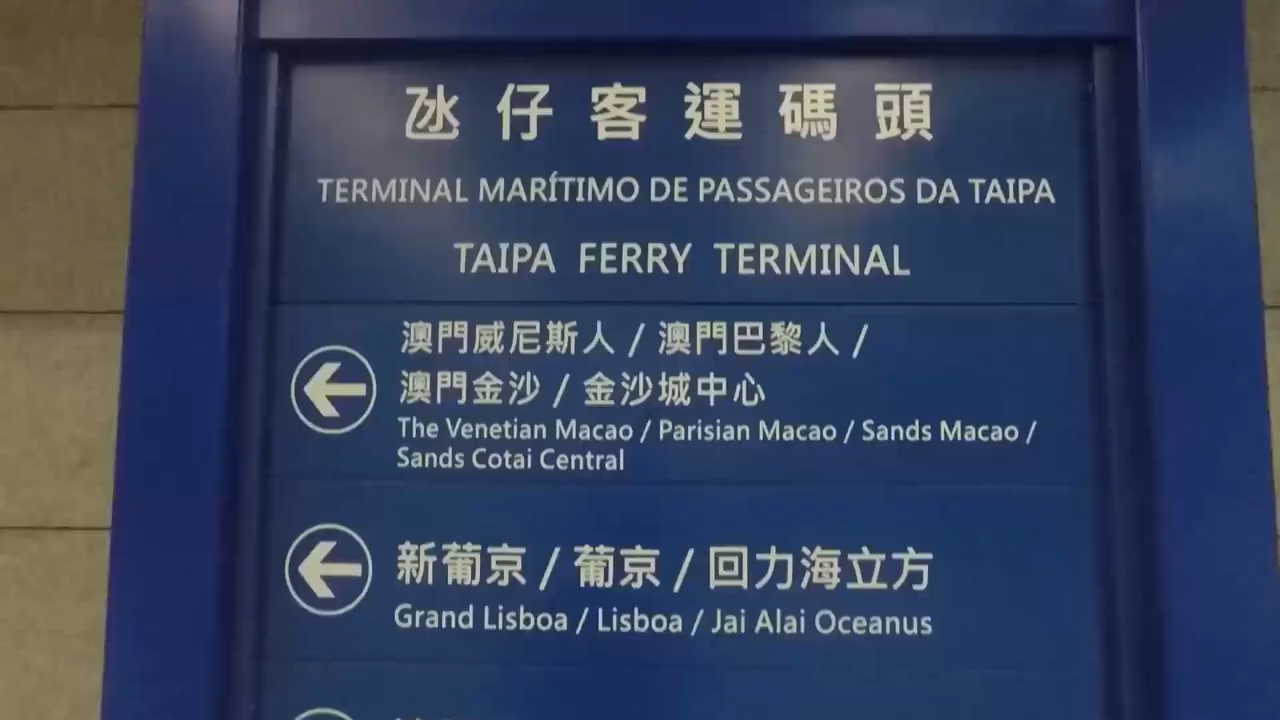 氹仔客運碼頭
TERMINAL MARÍTIMO DE PASSAGEIROS DA TAIPA
TAIPA FERRY TERMINAL
澳門威尼斯人 / 澳門巴黎人 /
澳門金沙 / 金沙城中心
The Venetian Macao / Parisian Macao / Sands Macao /
Sands Cotai Central
新葡京 / 葡京 / 回力海立方
Grand Lisboa / Lisboa / Jai Alai Oceanus